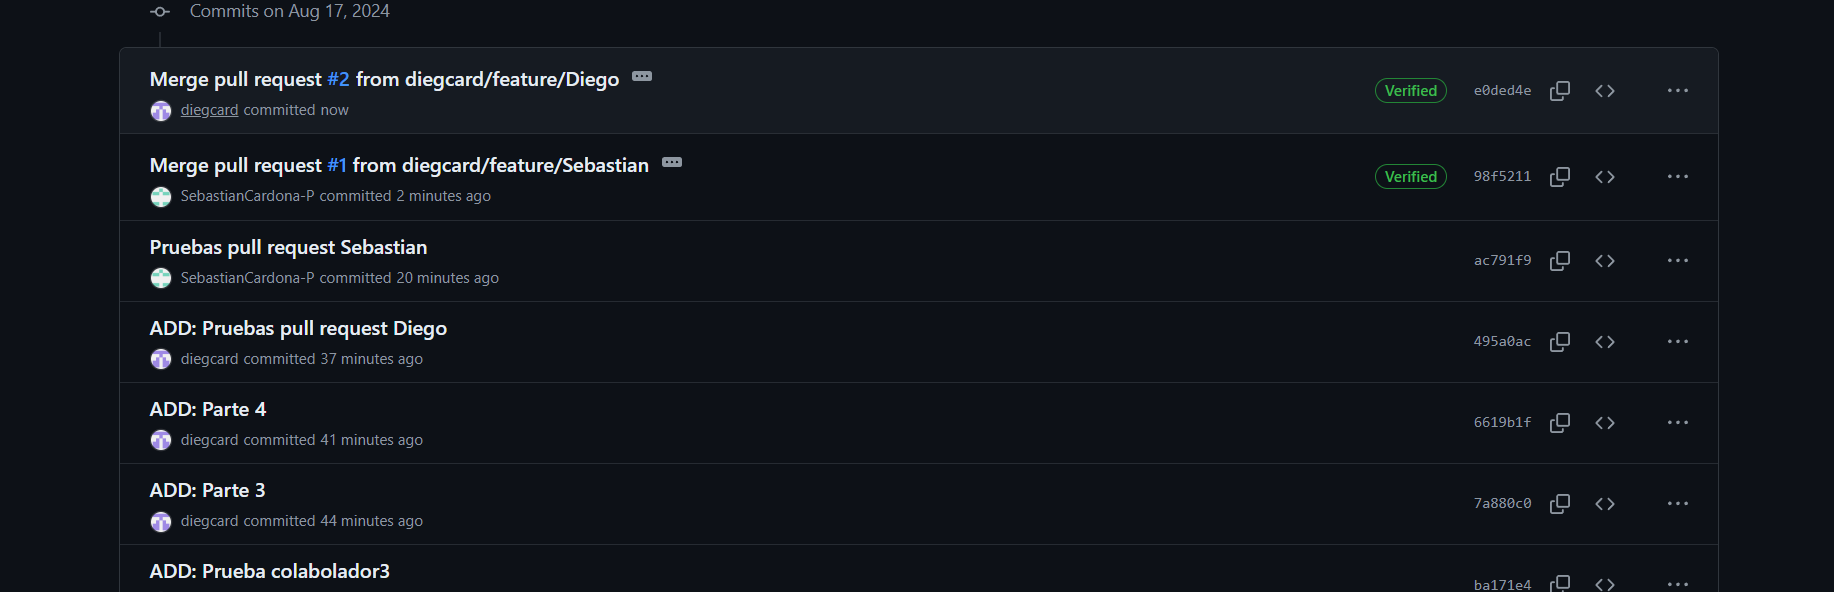 Commits on Aug 17, 2024
Merge pull request #2 from diegcard/feature/Diego
diegcard committed now
Verified
e0ded4e
Merge pull request #1 from diegcard/feature/Sebastian
SebastianCardona-P committed 2 minutes ago
Verified
98f5211
Pruebas pull request Sebastian
SebastianCardona-P committed 20 minutes ago
ac791f9
ADD: Pruebas pull request Diego
diegcard committed 37 minutes ago
495a0ac
ADD: Parte 4
diegcard committed 41 minutes ago
6619b1f
ADD: Parte 3
diegcard committed 44 minutes ago
7a880c0
ADD: Prueba colabolador3
ba171e4